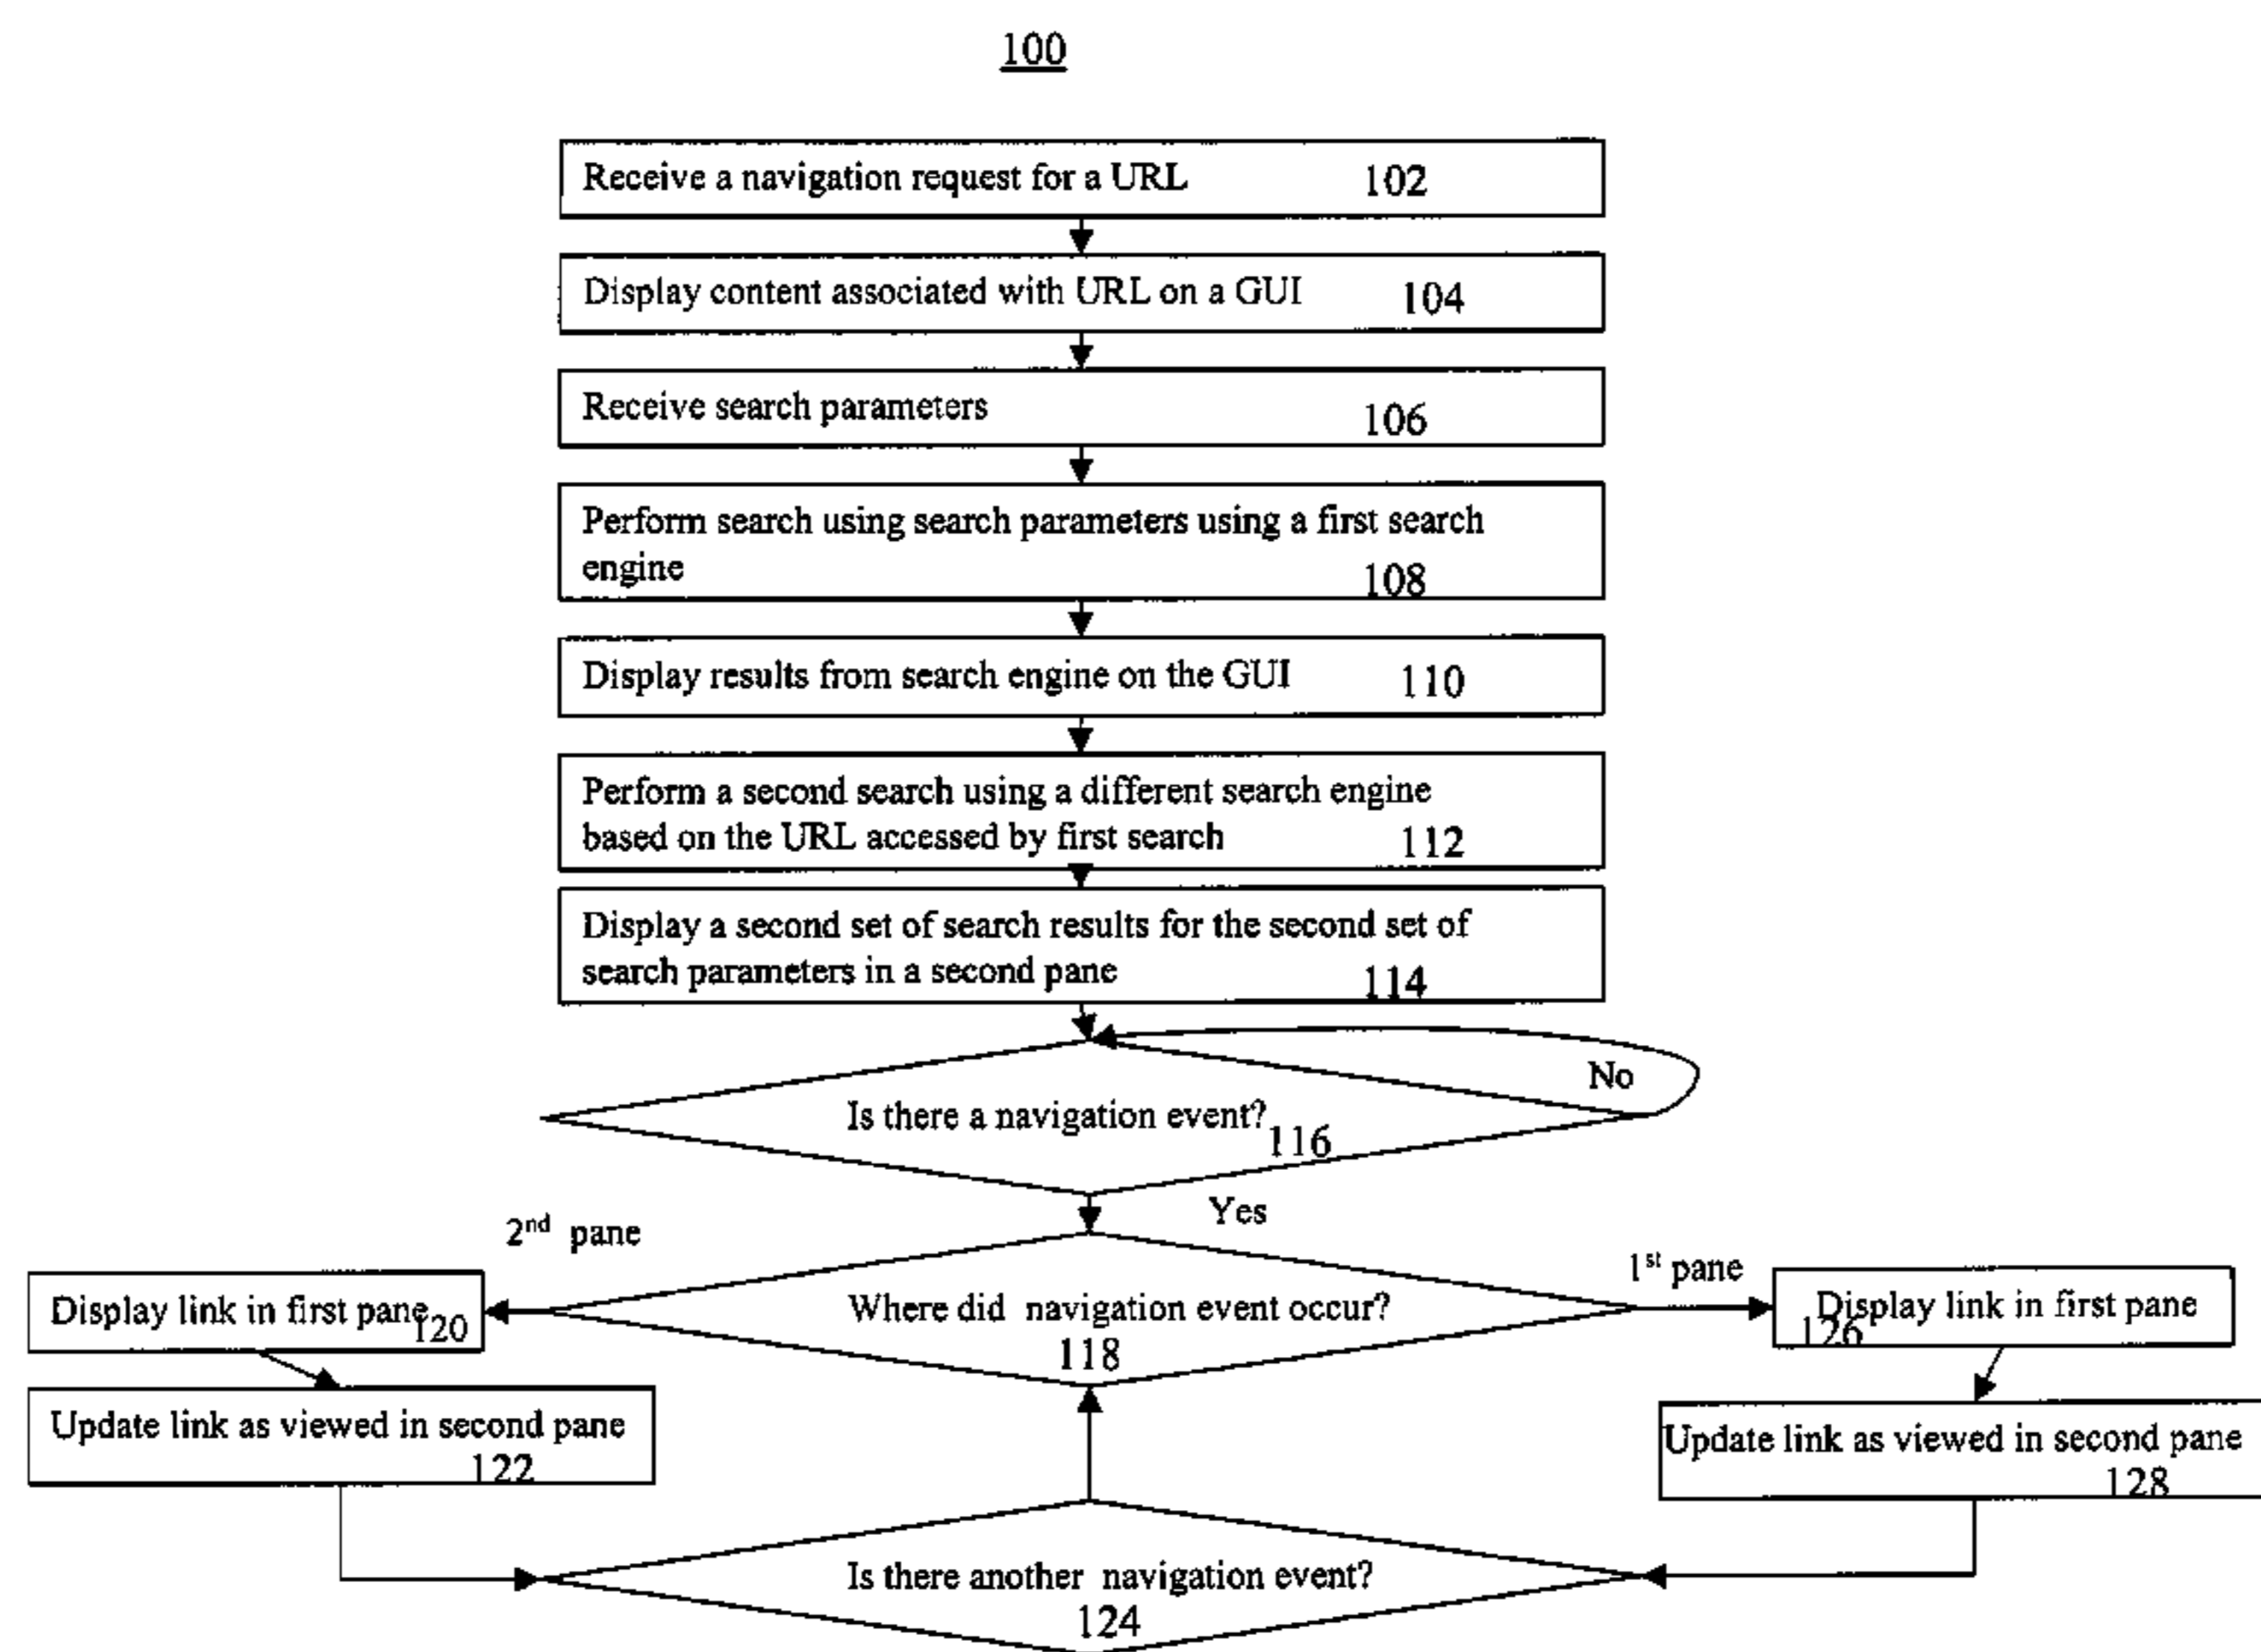 100
Receive a navigation request for a URL 102
Display content associated with URL on a GUI 104
Receive search parameters 106
Perform search using search parameters using a first search
engine 108
Display results from search engine on the GUI 110
Perform a second search using a different search engine
based on the URL accessed by first search 112
Display a second set of search results for the second set of
search parameters in a second pane 114
No
Is there a navigation event? 116
Yes
2nd pane
1st pane
Display link in first pane 120
Where did navigation event occur?
118
Display link in first pane
126
Update link as viewed in second pane
122
Update link as viewed in second pane
128
Is there another navigation event?
124